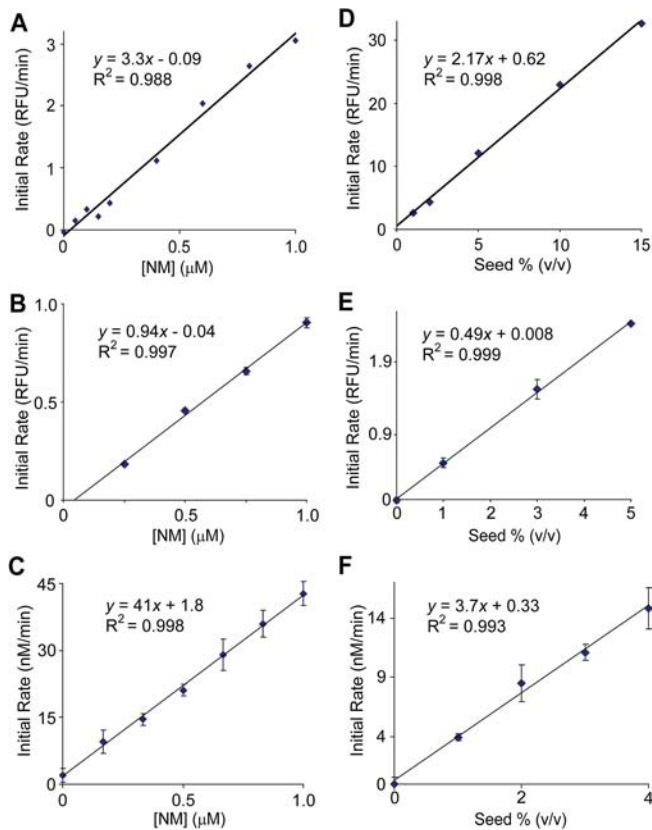 A
3
2
1
0
Initial Rate (RFU/min)
y = 3.3x - 0.09
R² = 0.988
0.5
1.0
[NM] (μM)
D
30
20
10
0
Initial Rate (RFU/min)
y = 2.17x + 0.62
R² = 0.998
0
5
10
15
Seed % (v/v)
B
1.0
0.5
0
Initial Rate (RFU/min)
y = 0.94x - 0.04
R² = 0.997
0
0.5
1.0
[NM] (μM)
E
1.9
0.9
0
Initial Rate (RFU/min)
y = 0.49x + 0.008
R² = 0.999
0
1
2
3
4
5
Seed % (v/v)
C
45
30
15
0
Initial Rate (nM/min)
y = 41x + 1.8
R² = 0.998
0
0.5
1.0
[NM] (μM)
F
14
9
4
0
Initial Rate (nM/min)
y = 3.7x + 0.33
R² = 0.993
0
2
4
Seed % (v/v)